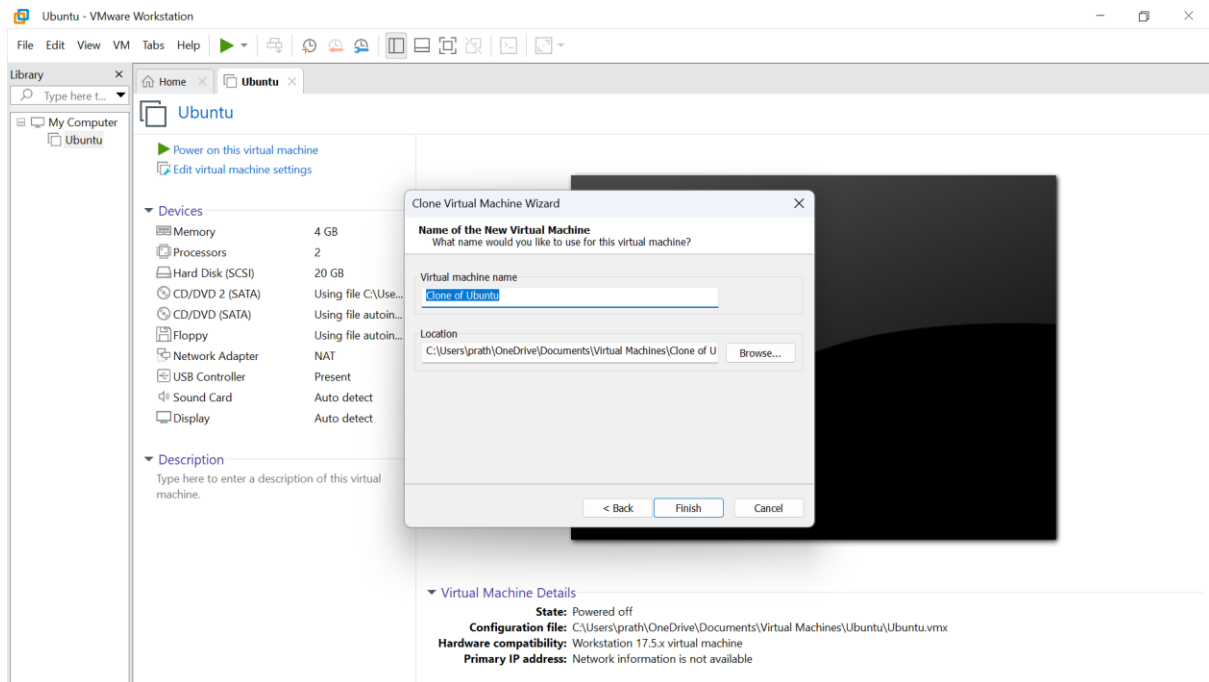 Ubuntu - VMware Workstation
File Edit View VM Tabs Help
Library
Type here t...
My Computer
Ubuntu
Home
Ubuntu
Ubuntu
Power on this virtual machine
Edit virtual machine settings
Devices
Memory 4 GB
Processors 2
Hard Disk (SCSI) 20 GB
CD/DVD 2 (SATA) Using file C:\Use...
CD/DVD (SATA) Using file autoin...
Floppy Using file autoin...
Network Adapter NAT
USB Controller Present
Sound Card Auto detect
Display Auto detect
Description
Type here to enter a description of this virtual
machine.
Clone Virtual Machine Wizard
Name of the New Virtual Machine
What name would you like to use for this virtual machine?
Virtual machine name
Clone of Ubuntu
Location
C:\Users\prath\OneDrive\Documents\Virtual Machines\Clone of U
Browse...
< Back Finish Cancel
Virtual Machine Details
State: Powered off
Configuration file: C:\Users\prath\OneDrive\Documents\Virtual Machines\Ubuntu\Ubuntu.vmx
Hardware compatibility: Workstation 17.5.x virtual machine
Primary IP address: Network information is not available